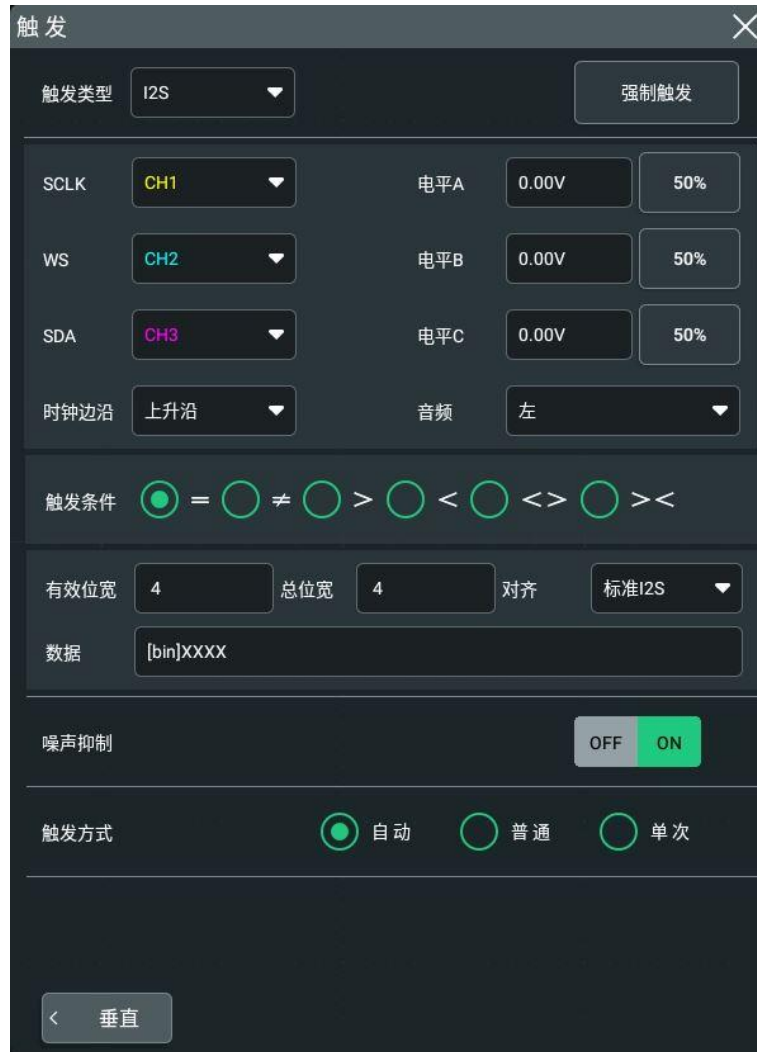 触发
触发类型 I2S 强制触发
SCLK CH1 电平A 0.00V 50%
WS CH2 电平B 0.00V 50%
SDA CH3 电平C 0.00V 50%
时钟边沿 上升沿 音频 左
触发条件 = ≠ > < <> ><
有效位宽 4 总位宽 4 对齐 标准I2S
数据 [bin]XXXX
噪声抑制 OFF ON
触发方式 自动 普通 单次
< 垂直